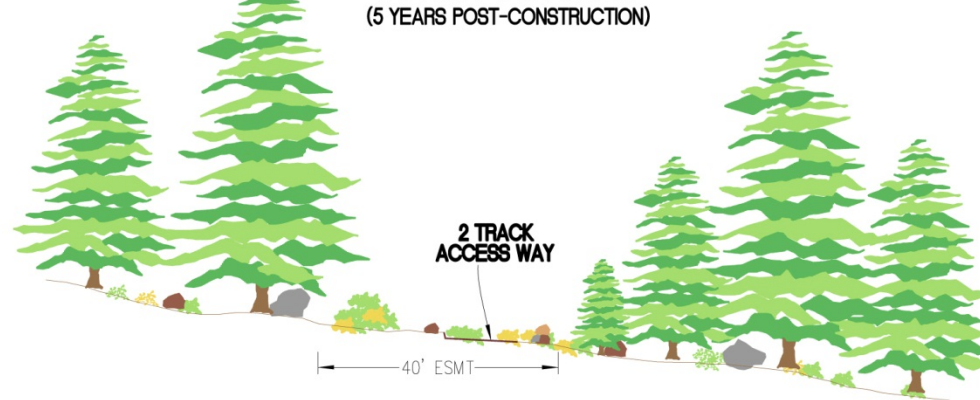 (5 YEARS POST-CONSTRUCTION)
2 TRACK
ACCESS WAY
40' ESMT